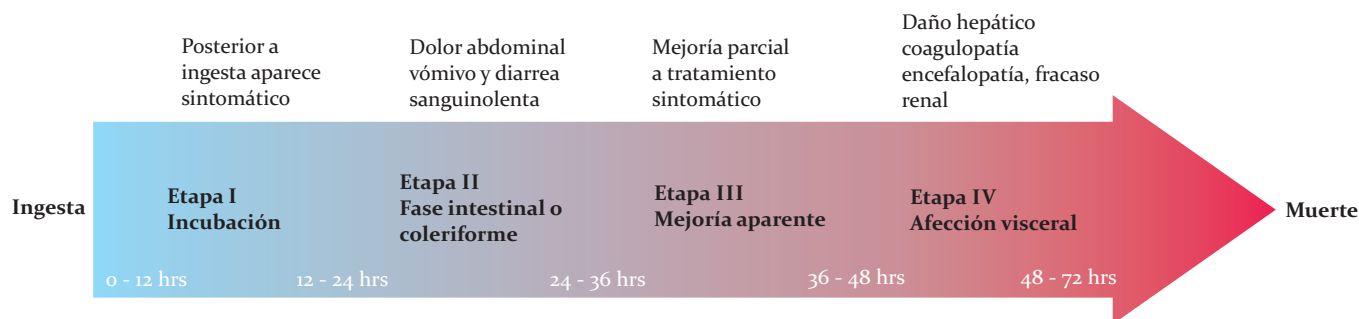 Posterior a
ingesta aparece
sintomático
Dolor abdominal
vómivo y diarrea
sanguinolenta
Mejoría parcial
a tratamiento
sintomático
Daño hepático
coagulopatía
encefalopatía, fracaso
renal
Ingesta
Etapa I
Incubación
Etapa II
Fase intestinal o
coleriforme
Etapa III
Mejoría aparente
Etapa IV
Afección visceral
Muerte
0 - 12 hrs
12 - 24 hrs
24 - 36 hrs
36 - 48 hrs
48 - 72 hrs